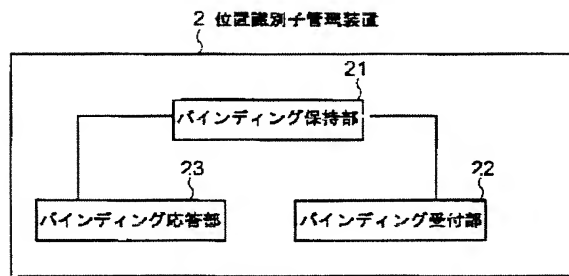 2 位置識別子管理装置
21
バインディング保持部
23
バインディング応答部
22
バインディング受付部